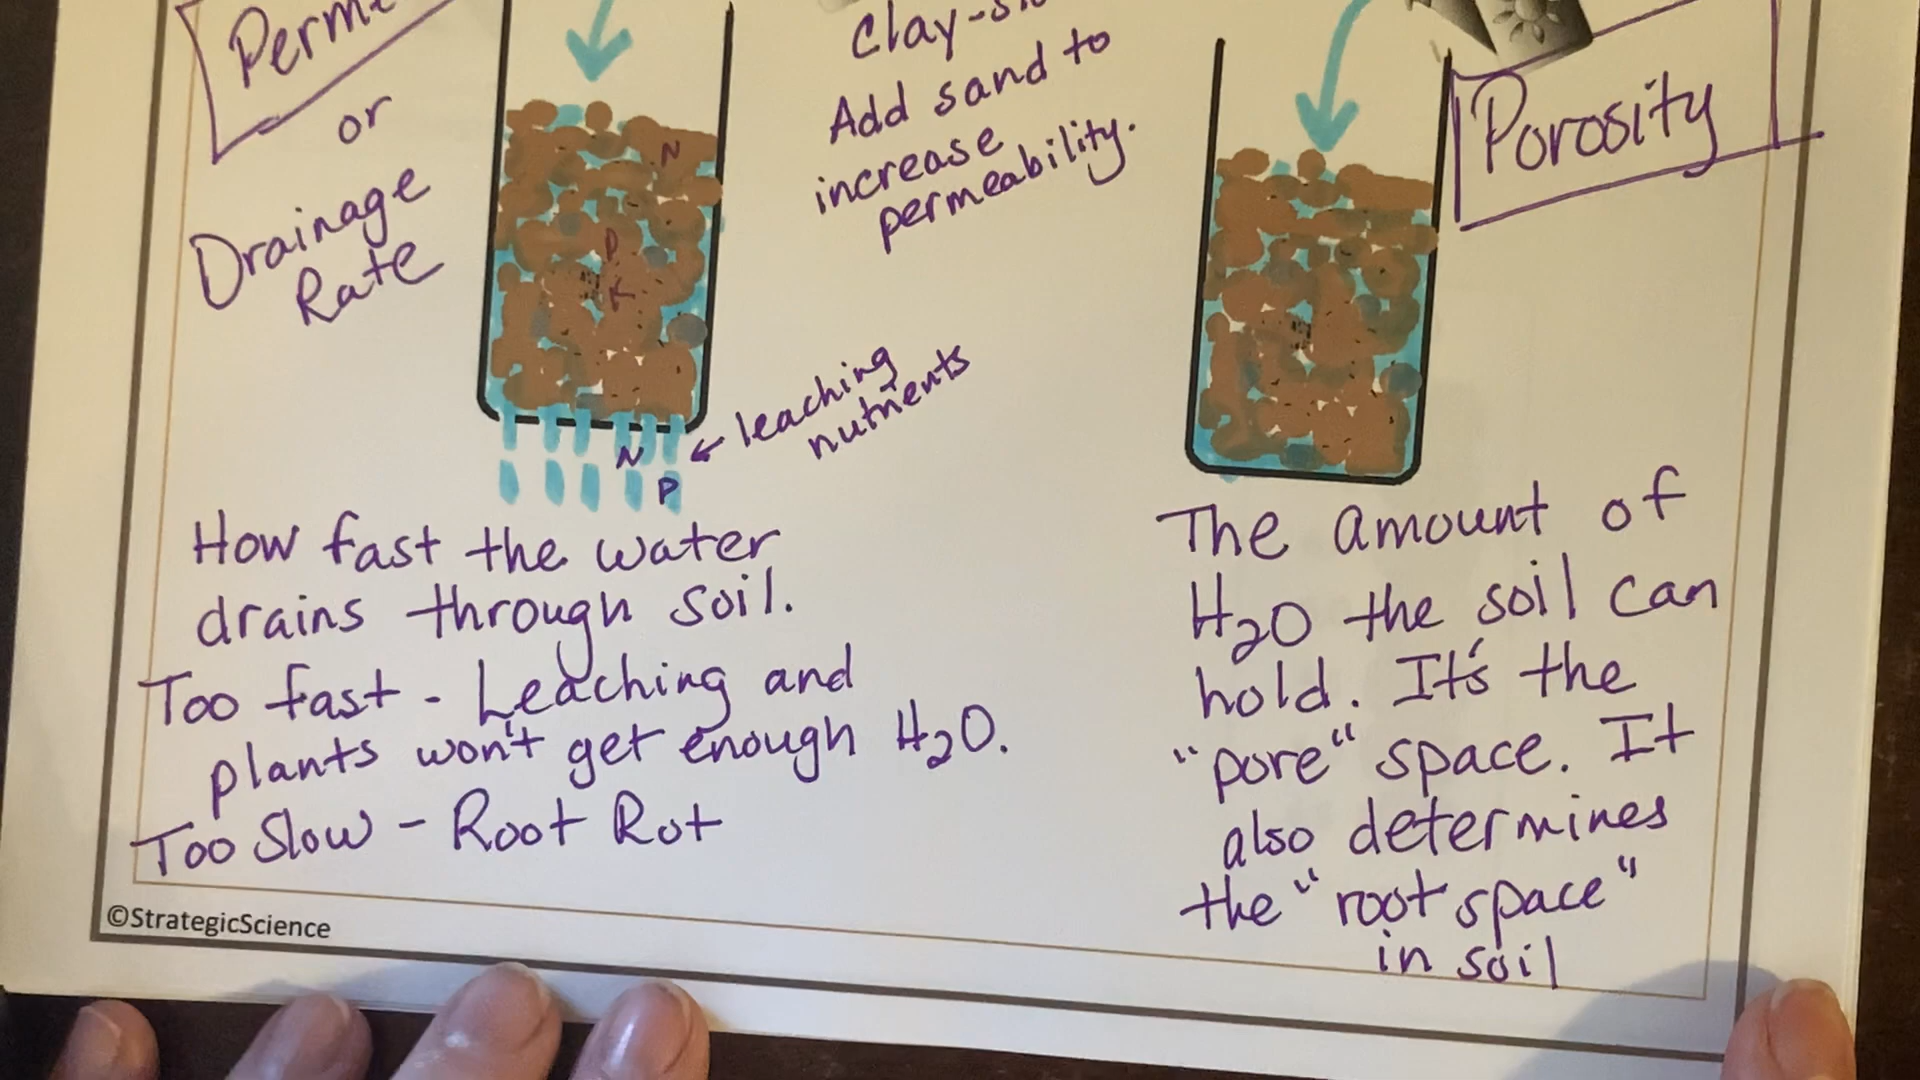 or
Drainage
Rate
Add sand to
increase
permeability.
N
P
K
← leaching
nutrients
N
P
How fast the water
drains through soil.
Too fast - Leaching and
plants won't get enough H2O.
Too Slow - Root Rot
Porosity
The amount of
H2O the soil can
hold. It's the
"pore" space. It
also determines
the "root space"
in soil
©StrategicScience